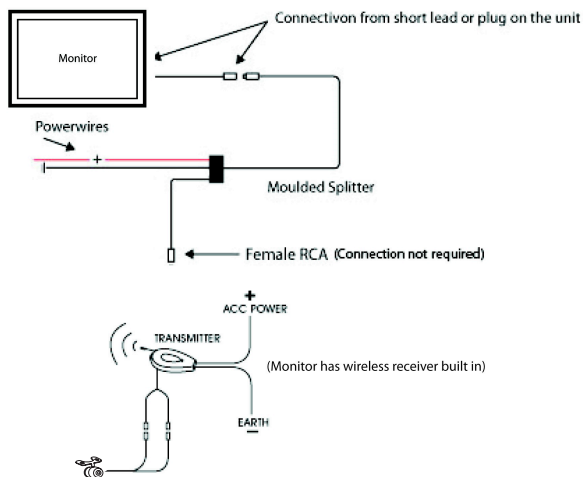 Connectivon from short lead or plug on the unit
Monitor
Powerwires
+
Moulded Splitter
Female RCA (Connection not required)
+
ACC POWER
TRANSMITTER
(Monitor has wireless receiver built in)
EARTH
–